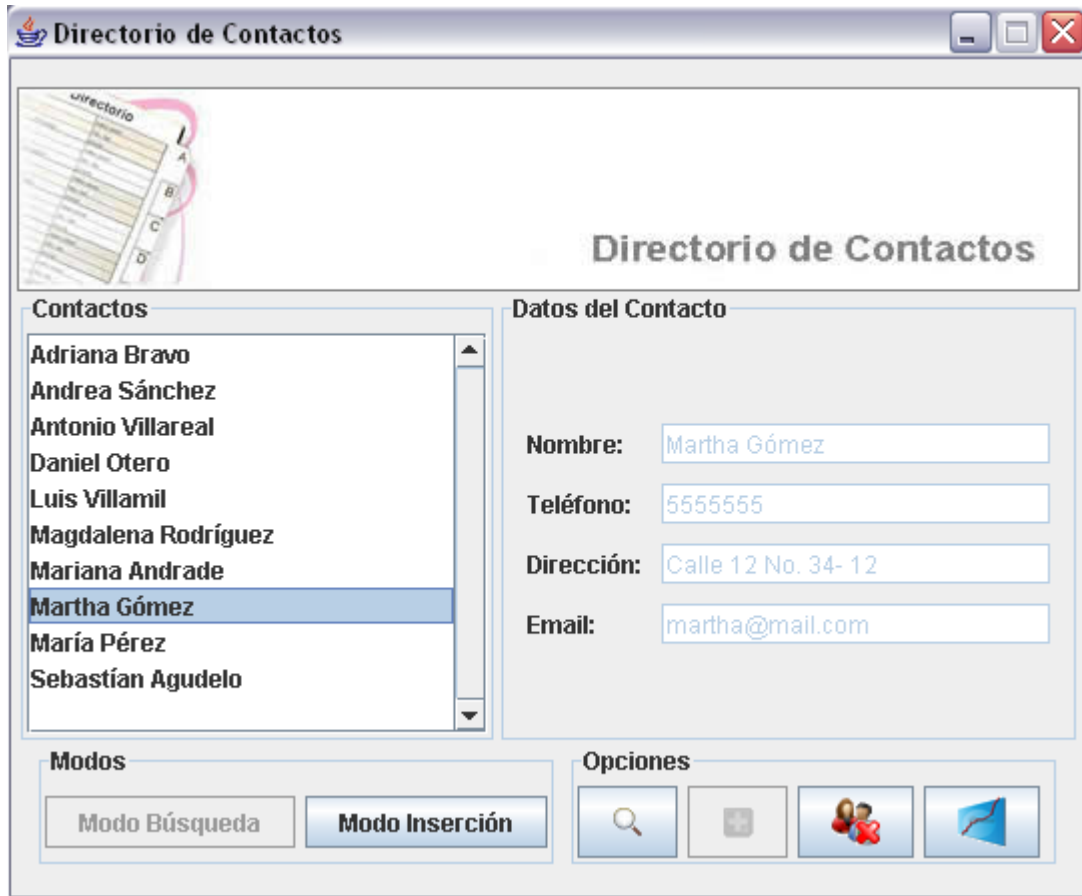 Directorio de Contactos
Directorio
A
B
C
D
Directorio de Contactos
Contactos
Adriana Bravo
Andrea Sánchez
Antonio Villareal
Daniel Otero
Luis Villamil
Magdalena Rodríguez
Mariana Andrade
Martha Gómez
María Pérez
Sebastían Agudelo
Datos del Contacto
Nombre: Martha Gómez
Teléfono: 5555555
Dirección: Calle 12 No. 34- 12
Email: martha@mail.com
Modos
Modo Búsqueda Modo Inserción
Opciones